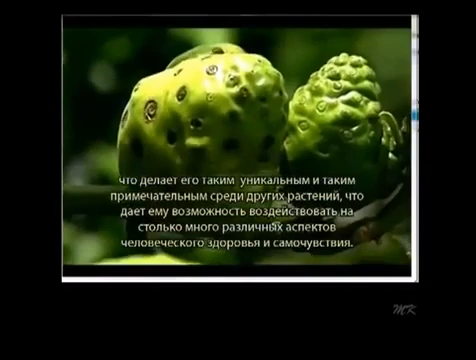 что делает его таким уникальным и таким
примечательным среди других растений, что
дает ему возможность воздействовать на
столько много различных аспектов
человеческого здоровья и самочувствия.
МК